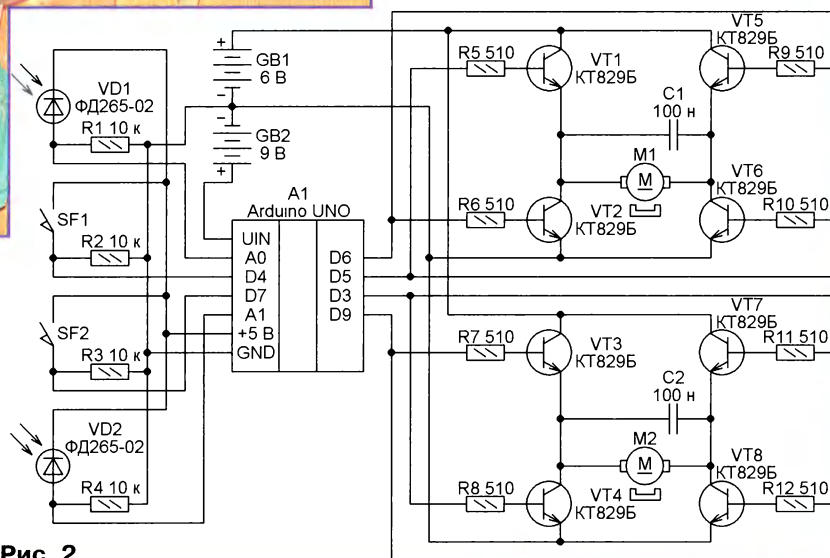 VD1
ФД265-02
R1 10 к
SF1
R2 10 к
SF2
R3 10 к
VD2
ФД265-02
R4 10 к
+
GB1
6 В
−
−
GB2
9 В
+
A1
Arduino UNO
UIN
A0
D4
D7
A1
+5 В
GND
D6
D5
D3
D9
R5 510
VT1
КТ829Б
VT5
КТ829Б
R9 510
C1
100 н
M1
M
R6 510
VT2
КТ829Б
VT6
КТ829Б
R10 510
R7 510
VT3
КТ829Б
VT7
КТ829Б
R11 510
C2
100 н
M2
M
R8 510
VT4
КТ829Б
VT8
КТ829Б
R12 510
Рис. 2